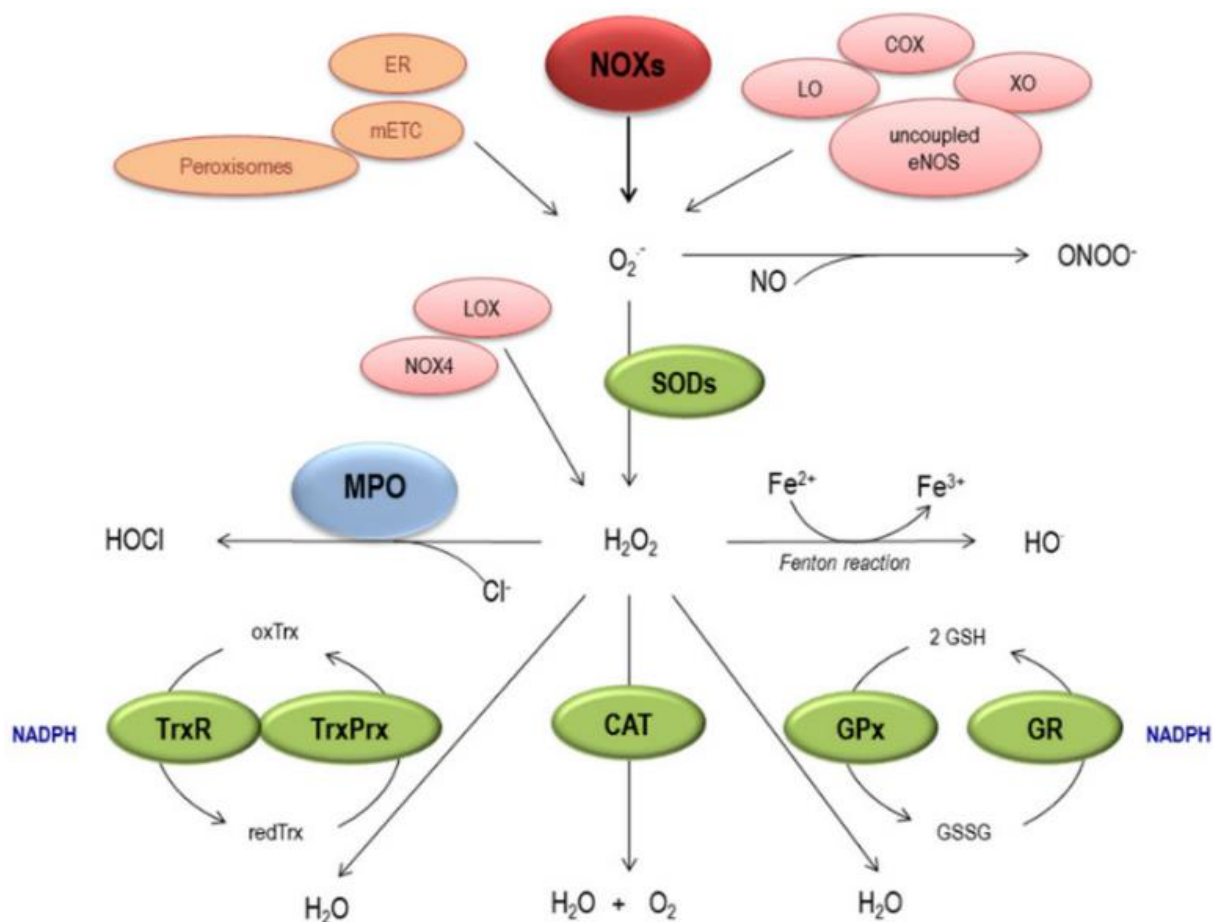 ER
NOXs
COX
LO
XO
mETC
uncoupled
eNOS
Peroxisomes
O₂·⁻
NO
ONOO⁻
LOX
NOX4
SODs
MPO
Fe²⁺
Fe³⁺
HOCl
H₂O₂
HO·
Fenton reaction
Cl⁻
oxTrx
2 GSH
NADPH
TrxR
TrxPrx
CAT
GPx
GR
NADPH
redTrx
GSSG
H₂O
H₂O + O₂
H₂O